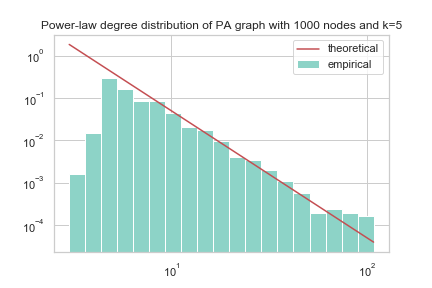 Power-law degree distribution of PA graph with 1000 nodes and k=5
theoretical
empirical
10⁰
10⁻¹
10⁻²
10⁻³
10⁻⁴
10¹
10²